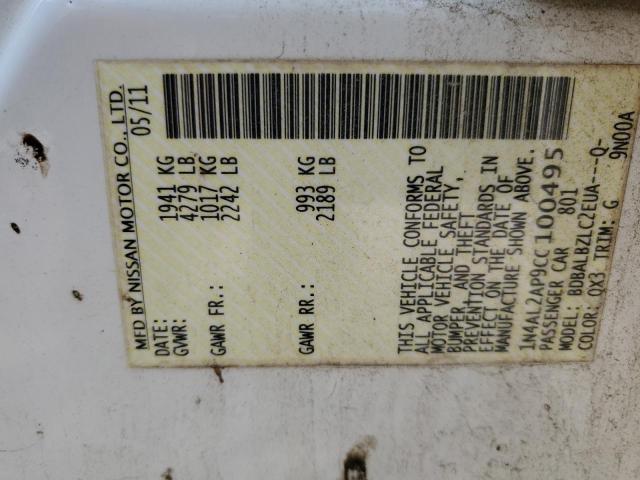 MFD BY NISSAN MOTOR CO., LTD.
DATE: 05/11
GVWR: 1941 KG
4279 LB
GAWR FR: 1017 KG
2242 LB
GAWR RR: 993 KG
2189 LB
THIS VEHICLE CONFORMS TO
ALL APPLICABLE FEDERAL
MOTOR VEHICLE SAFETY,
BUMPER, AND THEFT
PREVENTION STANDARDS IN
EFFECT ON THE DATE OF
MANUFACTURE SHOWN ABOVE.
1N4AL2AP9CC100495
PASSENGER CAR 801
MODEL: BDBALBZLC2EUA----Q-
COLOR: QX3 TRIM: G 9N00A